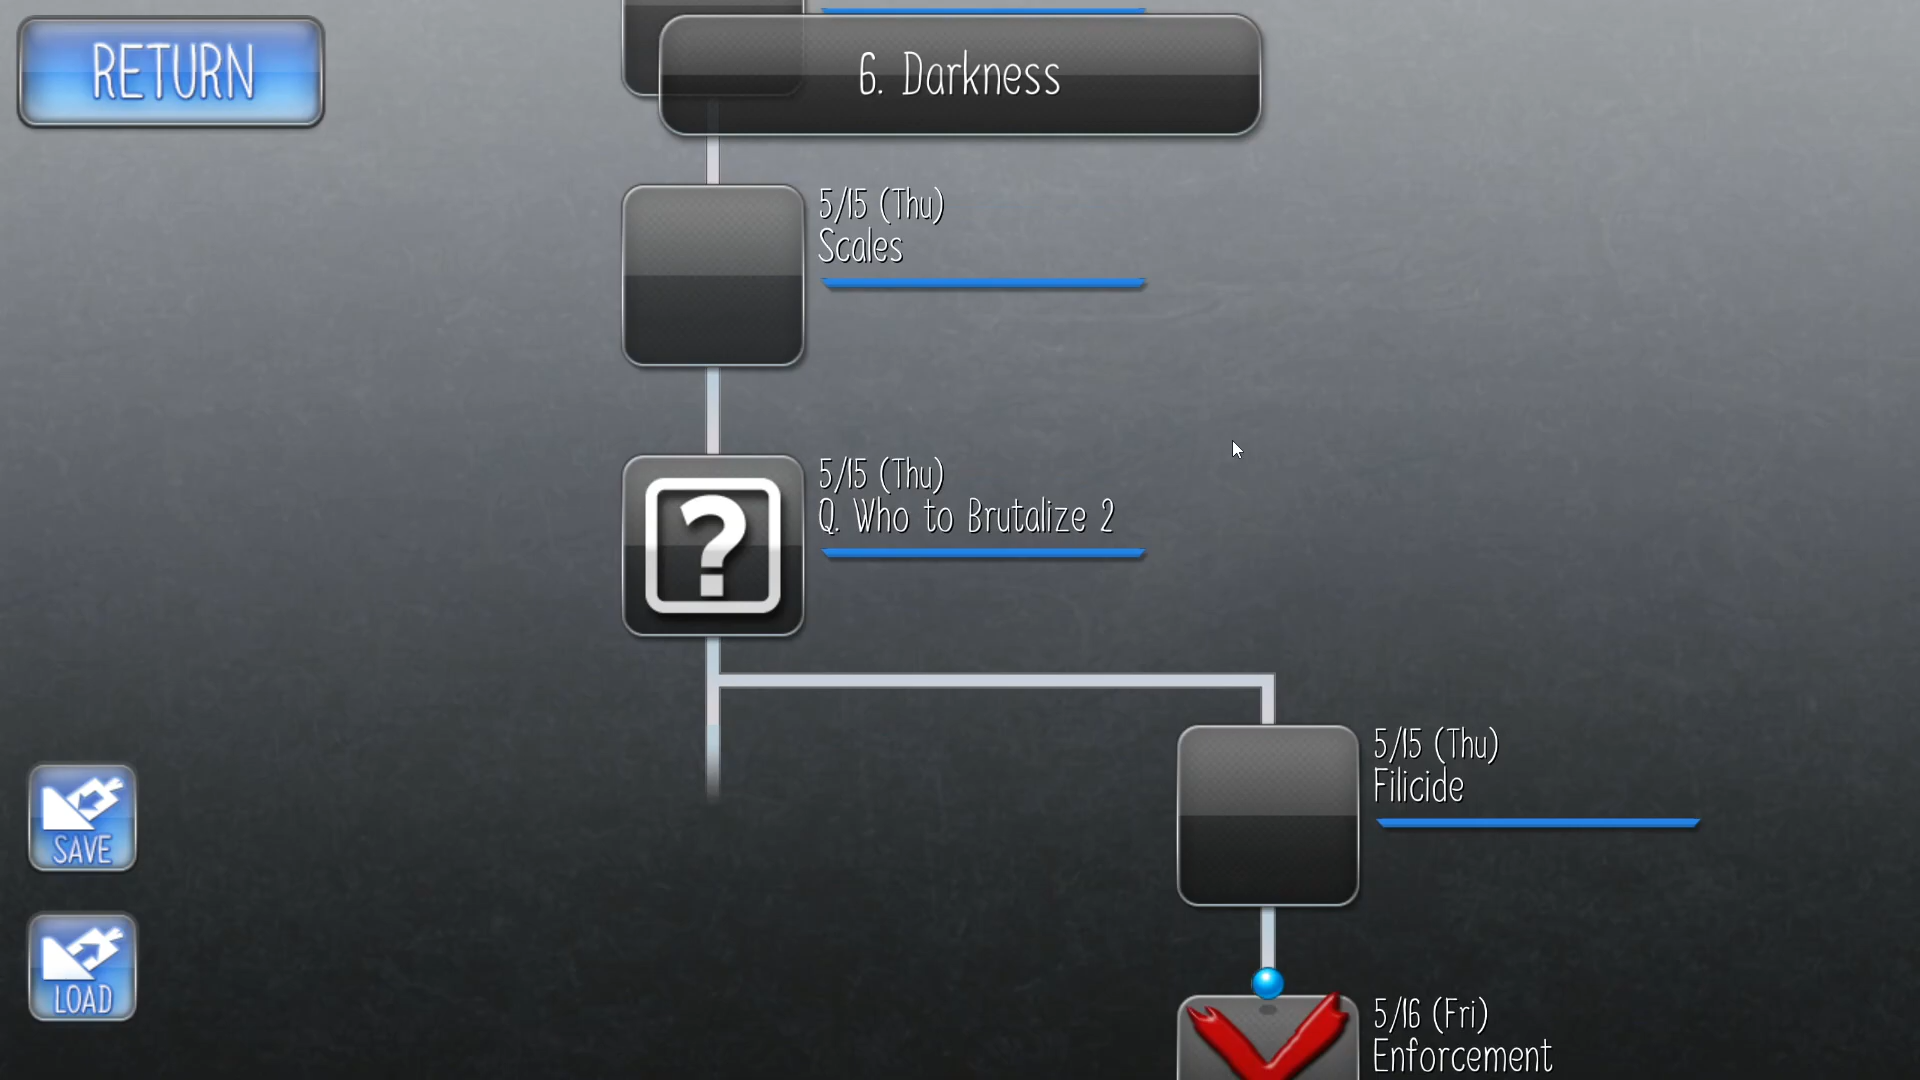 RETURN
6. Darkness
5/15 (Thu)
Scales
5/15 (Thu)
Q. Who to Brutalize 2
5/15 (Thu)
Filicide
SAVE
LOAD
5/16 (Fri)
Enforcement